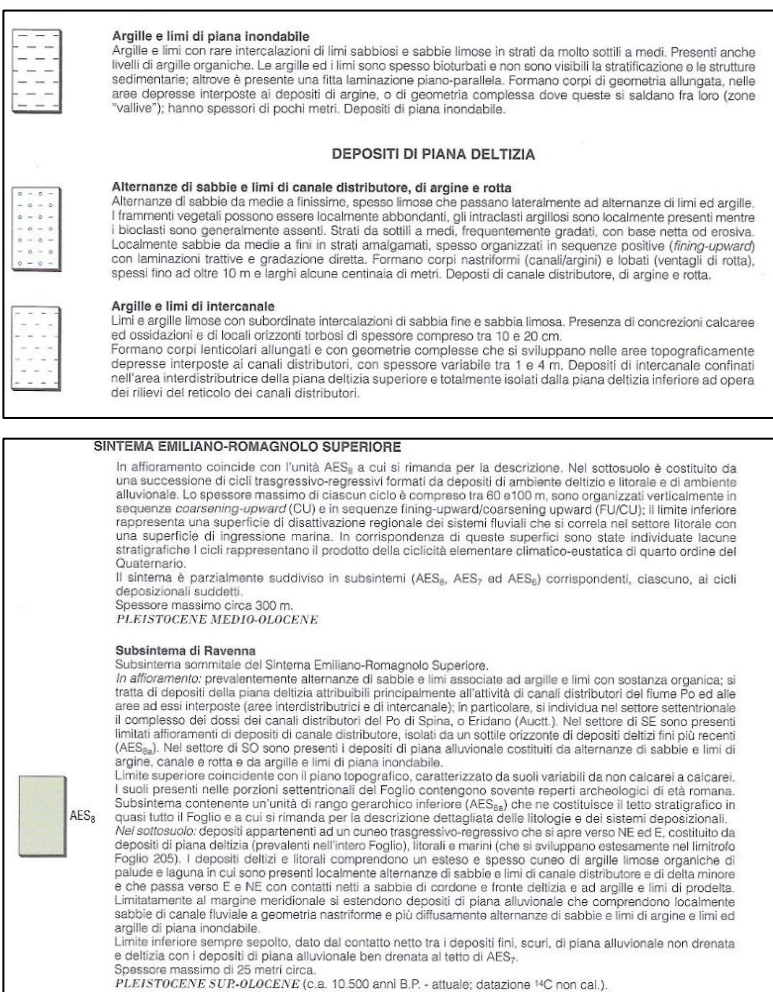 Argille e limi di piana inondabile
Argille e limi con rare intercalazioni di limi sabbiosi e sabbie limose in strati da molto sottili a medi. Presenti anche
livelli di argille organiche. Le argille ed i limi sono spesso bioturbati e non sono visibili la stratificazione e le strutture
sedimentarie; altrove è presente una fitta laminazione piano-parallela. Formano corpi di geometria allungata, nelle
aree depresse interposte ai depositi di argine, o di geometria complessa dove queste si saldano fra loro (zone
"vallive"); hanno spessori di pochi metri. Depositi di piana inondabile.
DEPOSITI DI PIANA DELTIZIA
Alternanze di sabbie e limi di canale distributore, di argine e rotta
Alternanze di sabbie da medie a finissime, spesso limose che passano lateralmente ad alternanze di limi ed argille.
I frammenti vegetali possono essere localmente abbondanti, gli intraclasti argillosi sono localmente presenti mentre
i bioclasti sono generalmente assenti. Strati da sottili a medi, frequentemente gradati, con base netta od erosiva.
Localmente sabbie da medie a fini in strati amalgamati, spesso organizzati in sequenze positive (fining-upward)
con laminazioni trattive e gradazione diretta. Formano corpi nastriformi (canali/argini) e lobati (ventagli di rotta),
spessi fino ad oltre 10 m e larghi alcune centinaia di metri. Deposti di canale distributore, di argine e rotta.
Argille e limi di intercanale
Limi e argille limose con subordinate intercalazioni di sabbia fine e sabbia limosa. Presenza di concrezioni calcaree
ed ossidazioni e di locali orizzonti torbosi di spessore compreso tra 10 e 20 cm.
Formano corpi lenticolari allungati e con geometrie complesse che si sviluppano nelle aree topograficamente
depresse interposte ai canali distributori, con spessore variabile tra 1 e 4 m. Depositi di intercanale confinati
nell'area interdistributrice della piana deltizia superiore e totalmente isolati dalla piana deltizia inferiore ad opera
dei rilievi del reticolo dei canali distributori.
SINTEMA EMILIANO-ROMAGNOLO SUPERIORE
In affioramento coincide con l'unità AES₈ a cui si rimanda per la descrizione. Nel sottosuolo è costituito da
una successione di cicli trasgressivo-regressivi formati da depositi di ambiente deltizio e litorale e di ambiente
alluvionale. Lo spessore massimo di ciascun ciclo è compreso tra 60 e100 m, sono organizzati verticalmente in
sequenze coarsening-upward (CU) e in sequenze fining-upward/coarsening upward (FU/CU); il limite inferiore
rappresenta una superficie di disattivazione regionale dei sistemi fluviali che si correla nel settore litorale con
una superficie di ingressione marina. In corrispondenza di queste superfici sono state individuate lacune
stratigrafiche I cicli rappresentano il prodotto della ciclicità elementare climatico-eustatica di quarto ordine del
Quaternario.
Il sintema è parzialmente suddiviso in subsintemi (AES₈, AES₇ ed AES₆) corrispondenti, ciascuno, ai cicli
deposizionali suddetti.
Spessore massimo circa 300 m.
PLEISTOCENE MEDIO-OLOCENE
Subsintema di Ravenna
Subsintema sommitale del Sintema Emiliano-Romagnolo Superiore.
In affioramento: prevalentemente alternanze di sabbie e limi associate ad argille e limi con sostanza organica; si
tratta di depositi della piana deltizia attribuibili principalmente all'attività di canali distributori del fiume Po ed alle
aree ad essi interposte (aree interdistributrici e di intercanale); in particolare, si individua nel settore settentrionale
il complesso dei dossi dei canali distributori del Po di Spina, o Eridano (Auctt.). Nel settore di SE sono presenti
limitati affioramenti di depositi di canale distributore, isolati da un sottile orizzonte di depositi deltizi fini più recenti
(AES₈ₐ). Nel settore di SO sono presenti i depositi di piana alluvionale costituiti da alternanze di sabbie e limi di
argine, canale e rotta e da argille e limi di piana inondabile.
Limite superiore coincidente con il piano topografico, caratterizzato da suoli variabili da non calcarei a calcarei.
I suoli presenti nelle porzioni settentrionali del Foglio contengono sovente reperti archeologici di età romana.
Subsintema contenente un'unità di rango gerarchico inferiore (AES₈ₐ) che ne costituisce il tetto stratigrafico in
AES₈ quasi tutto il Foglio e a cui si rimanda per la descrizione dettagliata delle litologie e dei sistemi deposizionali.
Nel sottosuolo: depositi appartenenti ad un cuneo trasgressivo-regressivo che si apre verso NE ed E, costituito da
depositi di piana deltizia (prevalenti nell'intero Foglio), litorali e marini (che si sviluppano estesamente nel limitrofo
Foglio 205). I depositi deltizi e litorali comprendono un esteso e spesso cuneo di argille limose organiche di
palude e laguna in cui sono presenti localmente alternanze di sabbie e limi di canale distributore e di delta minore
e che passa verso E e NE con contatti netti a sabbie di cordone e fronte deltizia e ad argille e limi di prodelta.
Limitatamente al margine meridionale si estendono depositi di piana alluvionale che comprendono localmente
sabbie di canale fluviale a geometria nastriforme e più diffusamente alternanze di sabbie e limi di argine e limi ed
argille di piana inondabile.
Limite inferiore sempre sepolto, dato dal contatto netto tra i depositi fini, scuri, di piana alluvionale non drenata
e deltizia con i depositi di piana alluvionale ben drenata al tetto di AES₇.
Spessore massimo di 25 metri circa.
PLEISTOCENE SUP.-OLOCENE (c.a. 10.500 anni B.P. - attuale; datazione ¹⁴C non cal.).